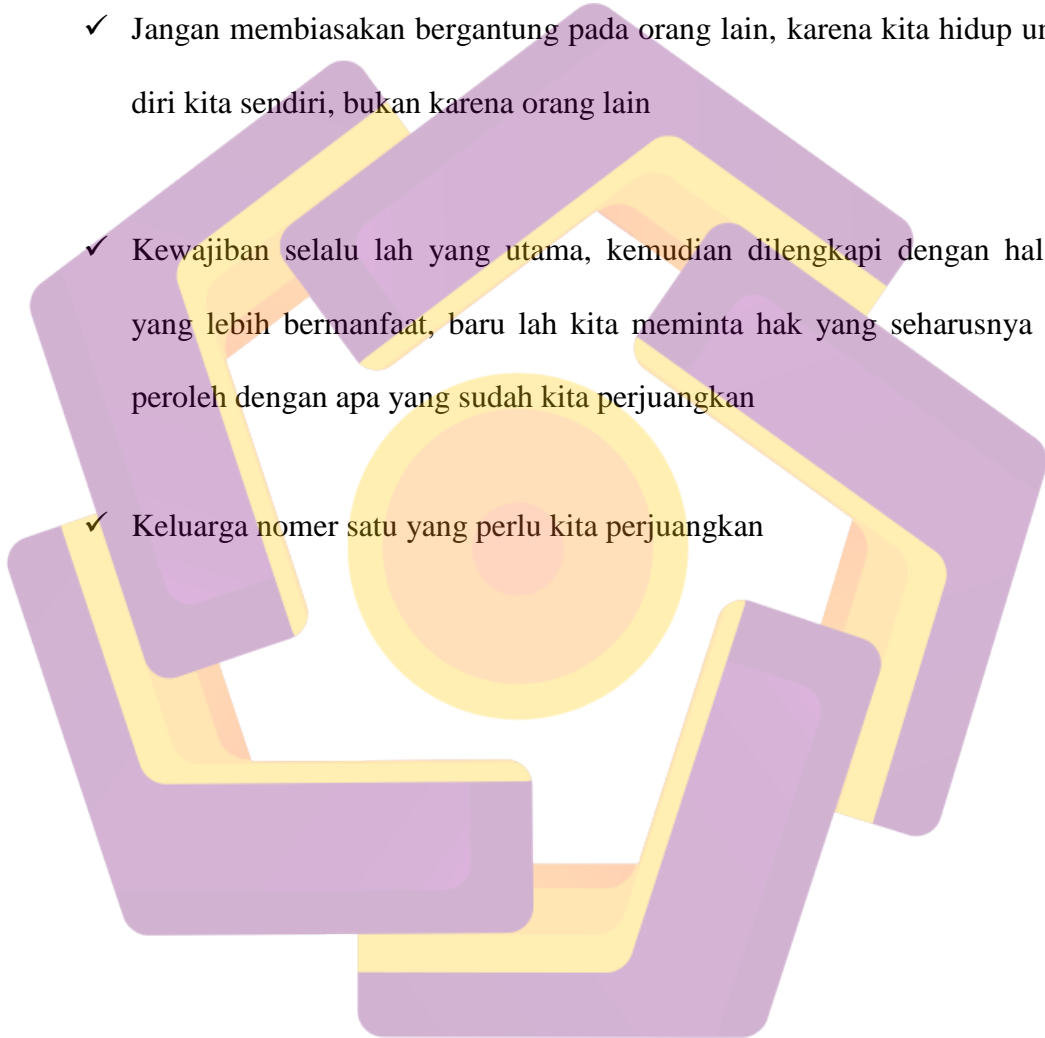 ✓ Jangan membiasakan bergantung pada orang lain, karena kita hidup un
diri kita sendiri, bukan karena orang lain
✓ Kewajiban selalu lah yang utama, kemudian dilengkapi dengan hal
yang lebih bermanfaat, baru lah kita meminta hak yang seharusnya
peroleh dengan apa yang sudah kita perjuangkan
✓ Keluarga nomer satu yang perlu kita perjuangkan